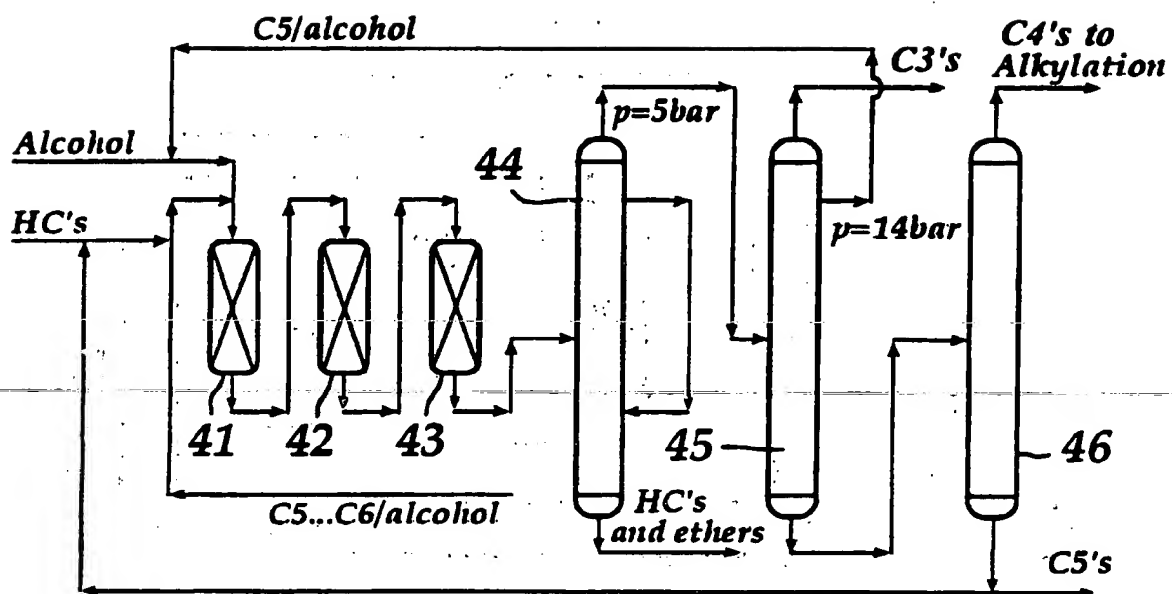 C5/alcohol
C4's to
Alkylation
C3's
p=5bar
Alcohol
44
HC's
p=14bar
41
42
43
45
46
C5...C6/alcohol
HC's
and ethers
C5's